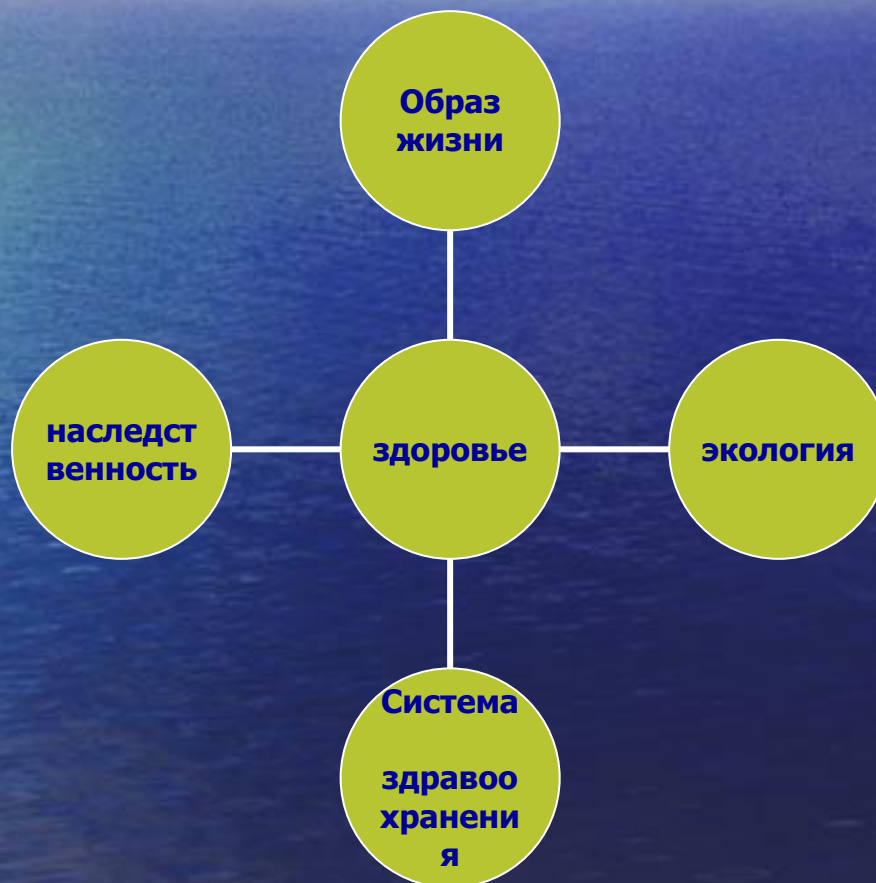 Образ
жизни
наследст
венность
здоровье
экология
Система
здравоо
хранени
я